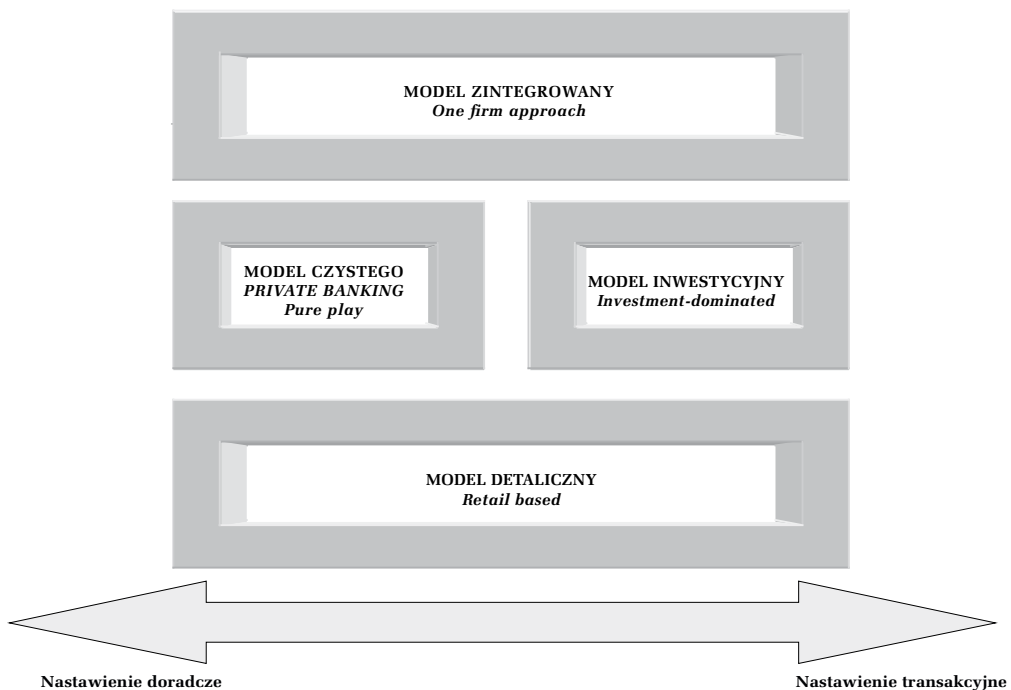 MODEL ZINTEGROWANY
One firm approach
MODEL CZYSTEGO
PRIVATE BANKING
Pure play
MODEL INWESTYCYJNY
Investment-dominated
MODEL DETALICZNY
Retail based
Nastawienie doradcze
Nastawienie transakcyjne